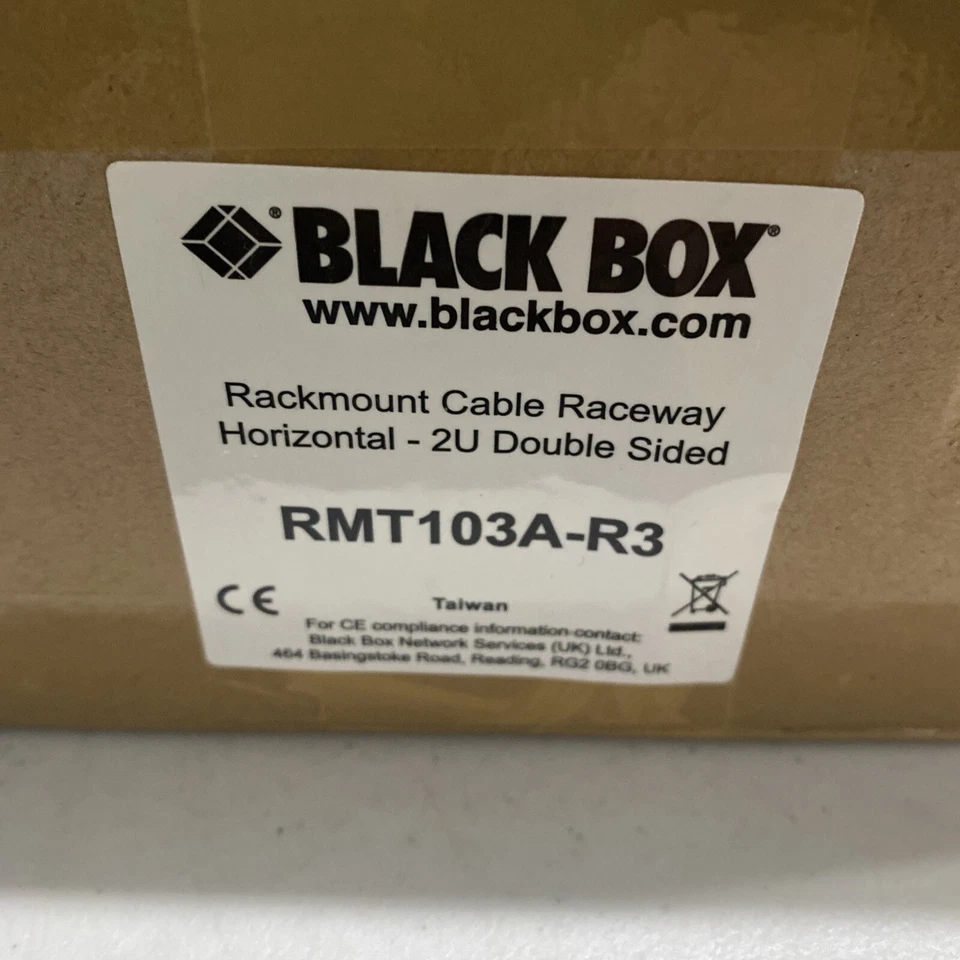 ® BLACK BOX®
www.blackbox.com
Rackmount Cable Raceway
Horizontal - 2U Double Sided
RMT103A-R3
CE
Taiwan
For CE compliance information contact:
Black Box Network Services (UK) Ltd.,
464 Basingstoke Road, Reading, RG2 0BG, UK